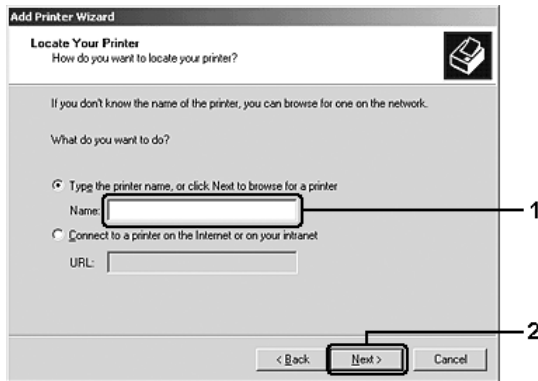 Add Printer Wizard
Locate Your Printer
How do you want to locate your printer?
If you don't know the name of the printer, you can browse for one on the network.
What do you want to do?
Type the printer name, or click Next to browse for a printer
Name:
1
Connect to a printer on the Internet or on your intranet
URL:
2
< Back
Next >
Cancel